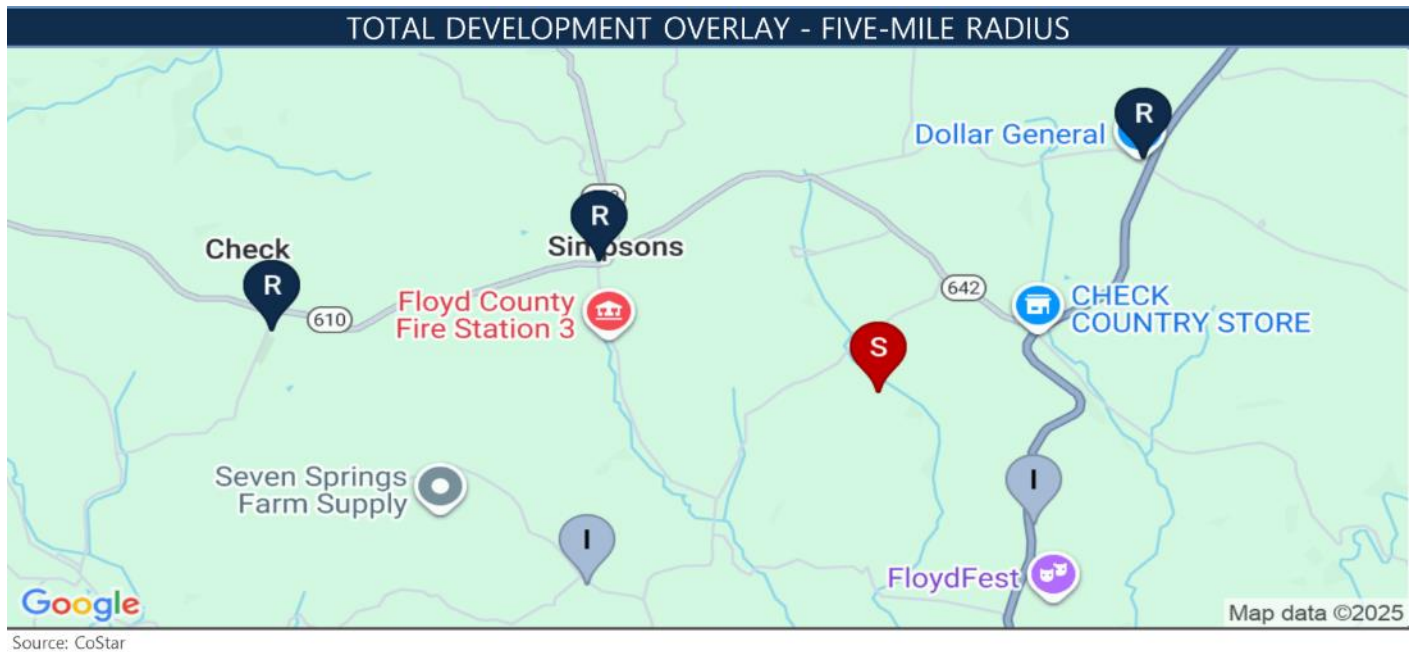 TOTAL DEVELOPMENT OVERLAY - FIVE-MILE RADIUS
R
Dollar General
R
Check
Simpsons
R
642
610
Floyd County
Fire Station 3
CHECK
COUNTRY STORE
S
Seven Springs
Farm Supply
I
I
FloydFest
Google
Map data ©2025
Source: CoStar